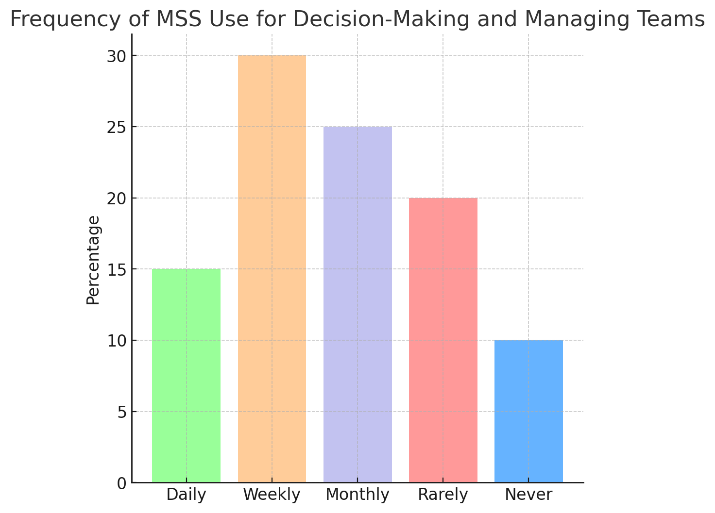 Frequency of MSS Use for Decision-Making and Managing Teams
30
25
20
15
10
5
0
Percentage
Daily Weekly Monthly Rarely Never